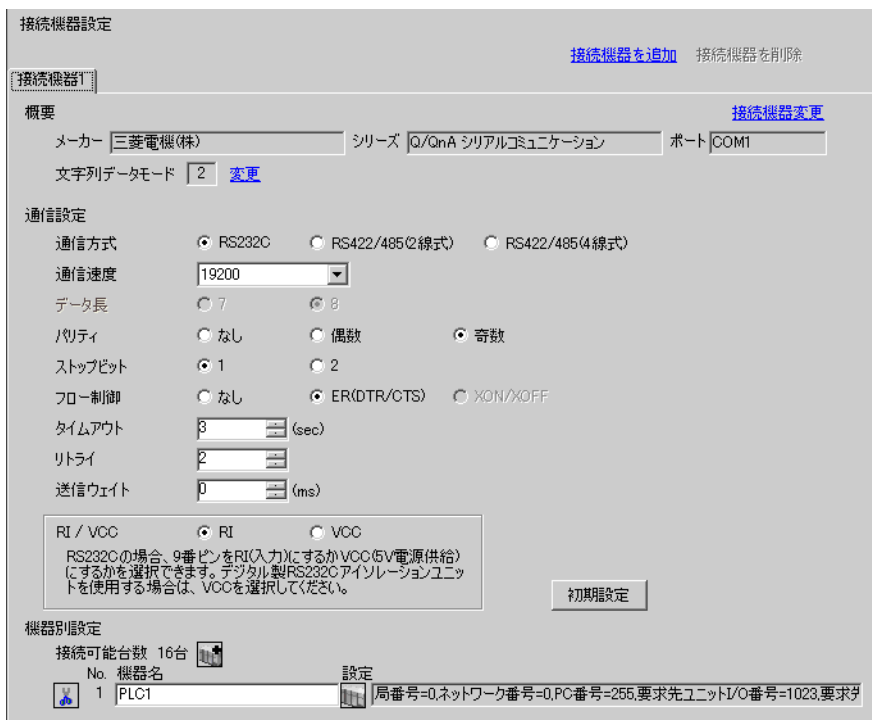 接続機器設定
接続機器を追加 接続機器を削除
接続機器1
概要 接続機器変更
メーカー 三菱電機(株) シリーズ Q/QnA シリアルコミュニケーション ポート COM1
文字列データモード 2 変更
通信設定
通信方式 RS232C RS422/485(2線式) RS422/485(4線式)
通信速度 19200
データ長 7 8
パリティ なし 偶数 奇数
ストップビット 1 2
フロー制御 なし ER(DTR/CTS) XON/XOFF
タイムアウト 3 (sec)
リトライ 2
送信ウェイト 0 (ms)
RI / VCC RI VCC
RS232Cの場合、9番ピンをRI(入力)にするかVCC(5V電源供給)
にするかを選択できます。デジタル製RS232Cアイソレーションユニッ
トを使用する場合は、VCCを選択してください。
初期設定
機器別設定
接続可能台数 16台
No. 機器名 設定
1 PLC1 局番号=0,ネットワーク番号=0,PC番号=255,要求先ユニットI/O番号=1023,要求